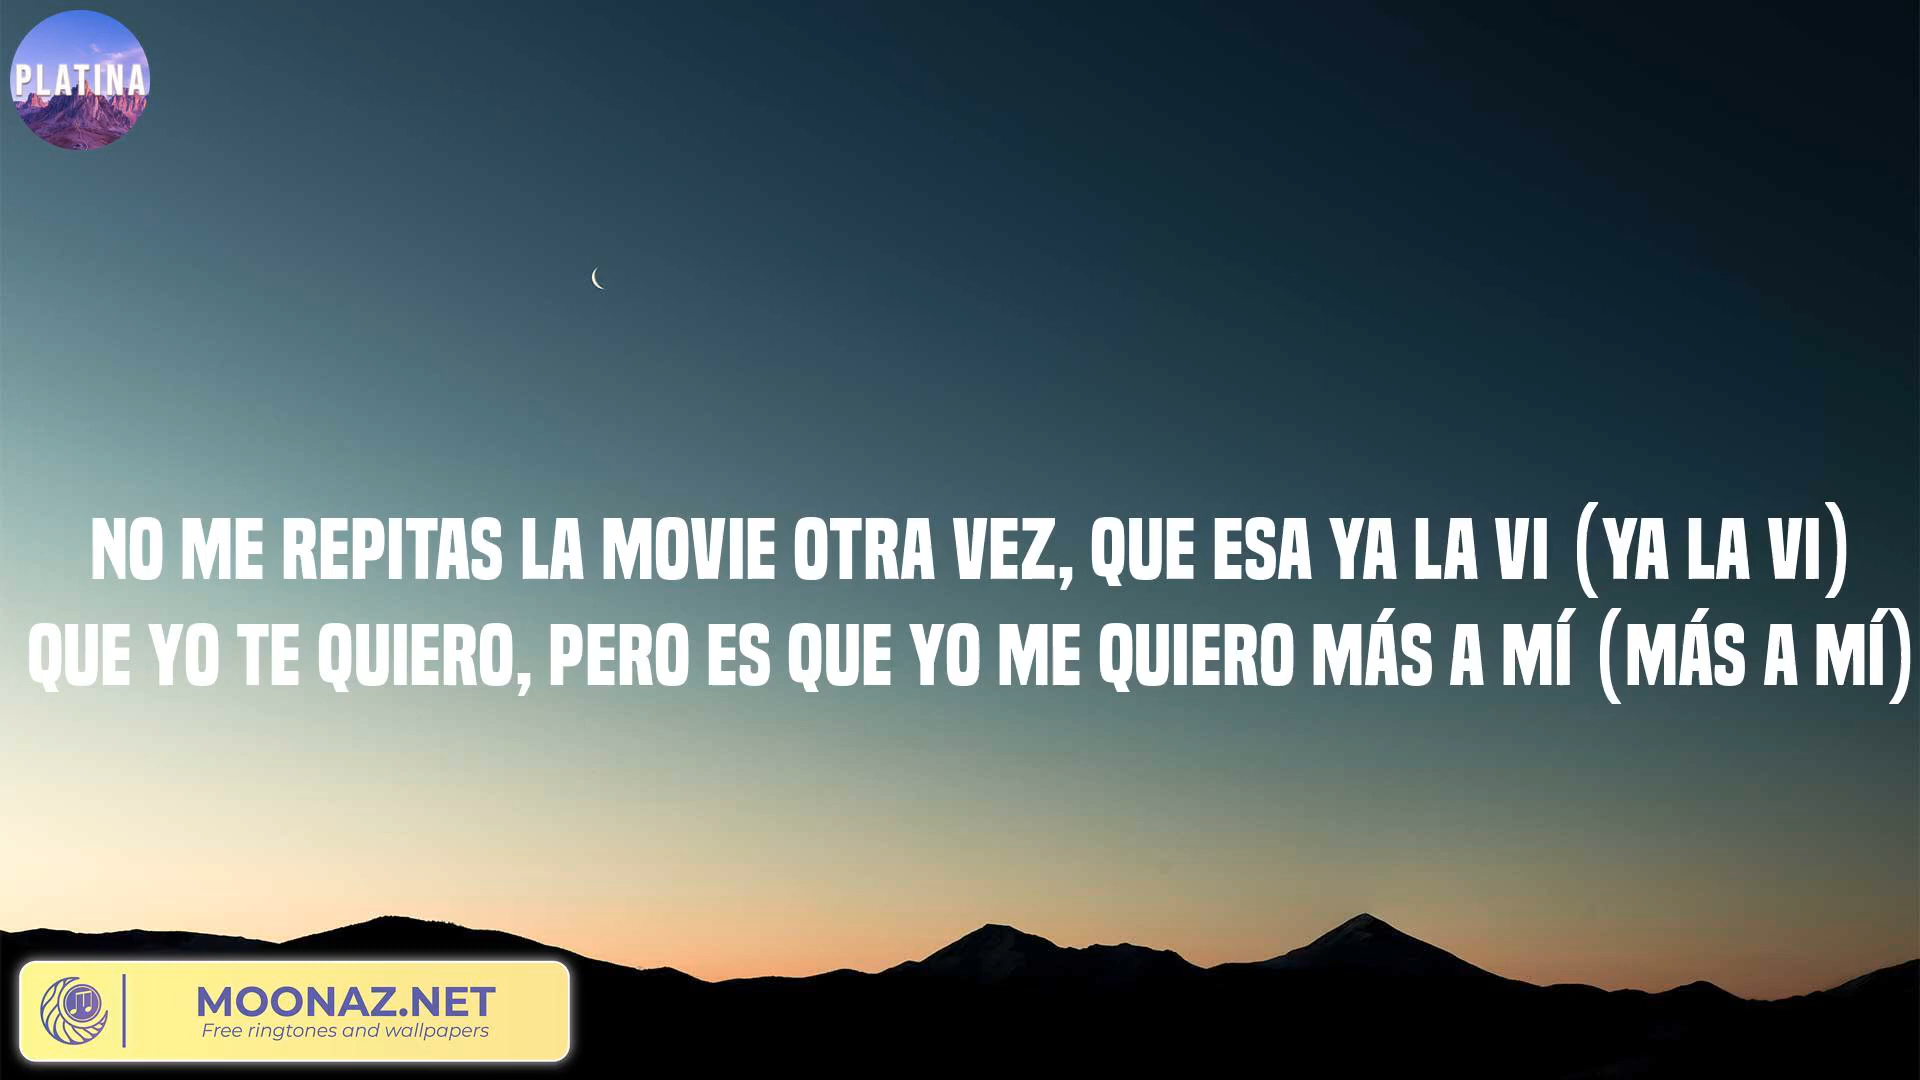 PLATINA
NO ME REPITAS LA MOVIE OTRA VEZ, QUE ESA YA LA VI (YA LA VI)
QUE YO TE QUIERO, PERO ES QUE YO ME QUIERO MÁS A MÍ (MÁS A MÍ)
MOONAZ.NET
Free ringtones and wallpapers